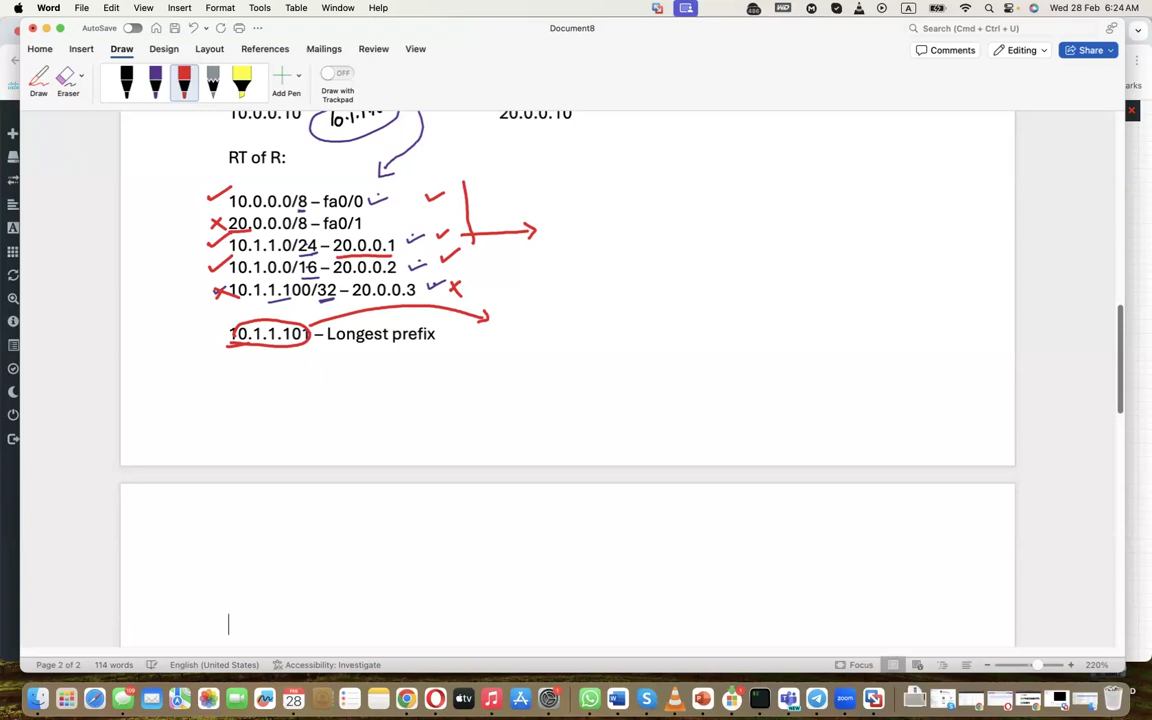 Word File Edit View Insert Format Tools Table Window Help
Wed 28 Feb 6:24 AM
AutoSave
Document8
Search (Cmd + Ctrl + U)
Home Insert Draw Design Layout References Mailings Review View
Comments Editing Share
Draw Eraser
Add Pen
OFF
Draw with
Trackpad
10.0.0.10 20.0.0.10
RT of R:
10.0.0.0/8 – fa0/0
20.0.0.0/8 – fa0/1
10.1.1.0/24 – 20.0.0.1
10.1.0.0/16 – 20.0.0.2
10.1.1.100/32 – 20.0.0.3
10.1.1.101 – Longest prefix
Page 2 of 2 114 words English (United States) Accessibility: Investigate
Focus
220%